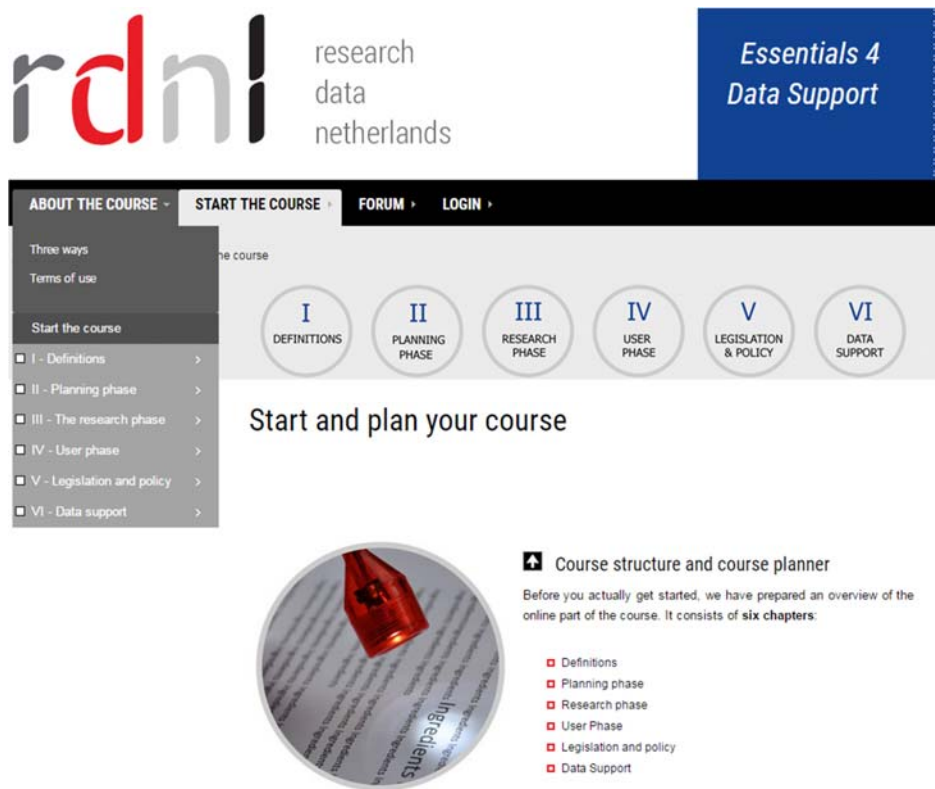 rdnl
research
data
netherlands
Essentials 4
Data Support
ABOUT THE COURSE
START THE COURSE
FORUM
LOGIN
Three ways
Terms of use
he course
Start the course
I - Definitions
II - Planning phase
III - The research phase
IV - User phase
V - Legislation and policy
VI - Data support
I
DEFINITIONS
II
PLANNING
PHASE
III
RESEARCH
PHASE
IV
USER
PHASE
V
LEGISLATION
& POLICY
VI
DATA
SUPPORT
Start and plan your course
Course structure and course planner
Before you actually get started, we have prepared an overview of the
online part of the course. It consists of six chapters:
Definitions
Planning phase
Research phase
User Phase
Legislation and policy
Data Support
Ingredients